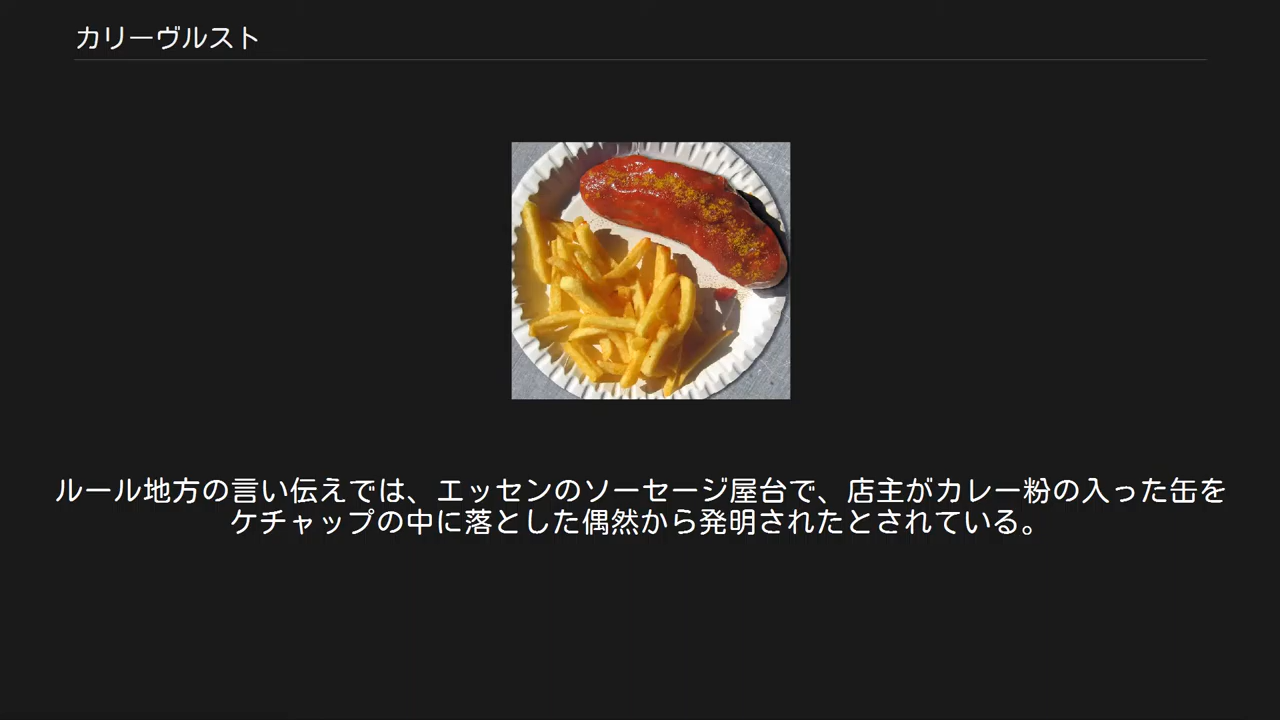 カリーヴルスト
ルール地方の言い伝えでは、エッセンのソーセージ屋台で、店主がカレー粉の入った缶を
ケチャップの中に落とした偶然から発明されたとされている。